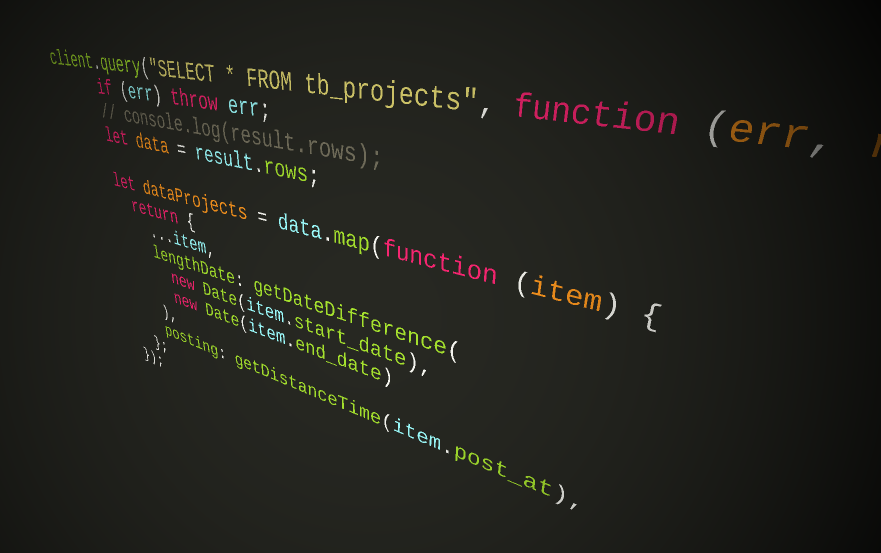 client.query("SELECT * FROM tb_projects", function (err,
if (err) throw err;
// console.log(result.rows);
let data = result.rows;
let dataProjects = data.map(function (item) {
return {
...item,
lengthDate: getDateDifference(
new Date(item.start_date),
new Date(item.end_date)
),
posting: getDistanceTime(item.post_at),
};
});